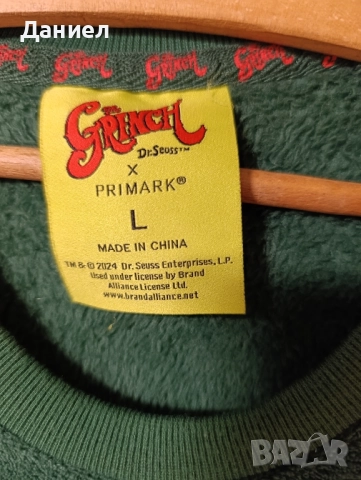 Даниел
GRINCH GRINCH GRINCH
THE
GRINCH
Dr. Seuss™
X
PRIMARK®
L
MADE IN CHINA
TM & © 2024 Dr. Seuss Enterprises, L.P.
Used under license by Brand
Alliance License Ltd.
www.brandalliance.net
BAZAR